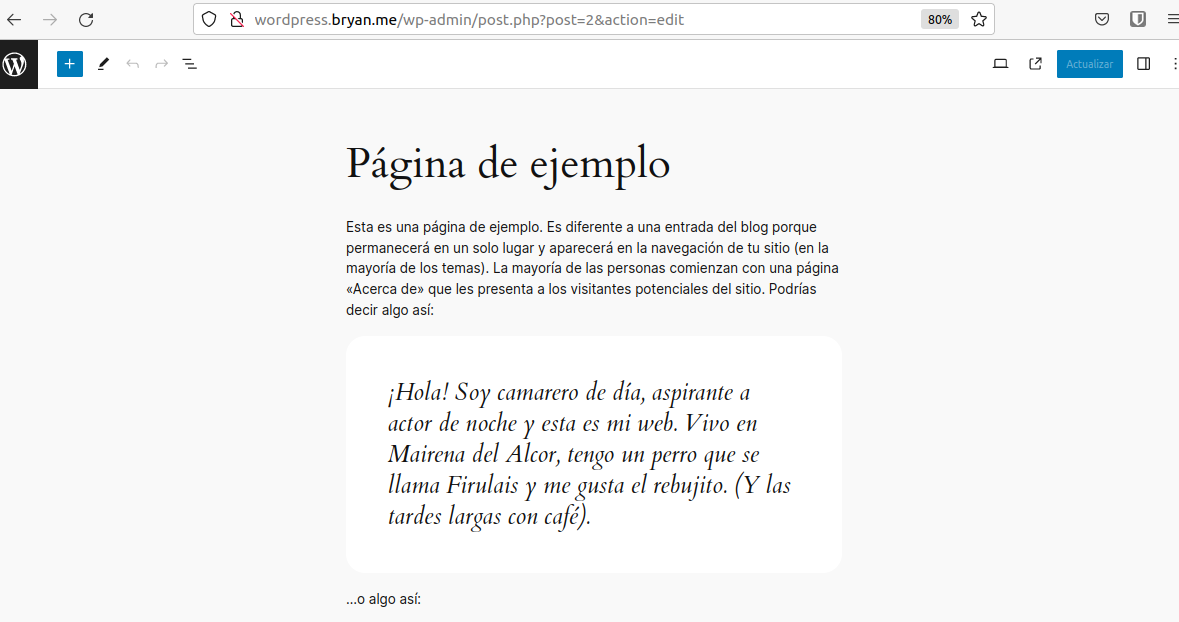 wordpress.bryan.me/wp-admin/post.php?post=2&action=edit
80%
Actualizar
Página de ejemplo
Esta es una página de ejemplo. Es diferente a una entrada del blog porque
permanecerá en un solo lugar y aparecerá en la navegación de tu sitio (en la
mayoría de los temas). La mayoría de las personas comienzan con una página
«Acerca de» que les presenta a los visitantes potenciales del sitio. Podrías
decir algo así:
¡Hola! Soy camarero de día, aspirante a
actor de noche y esta es mi web. Vivo en
Mairena del Alcor, tengo un perro que se
llama Firulais y me gusta el rebujito. (Y las
tardes largas con café).
...o algo así: